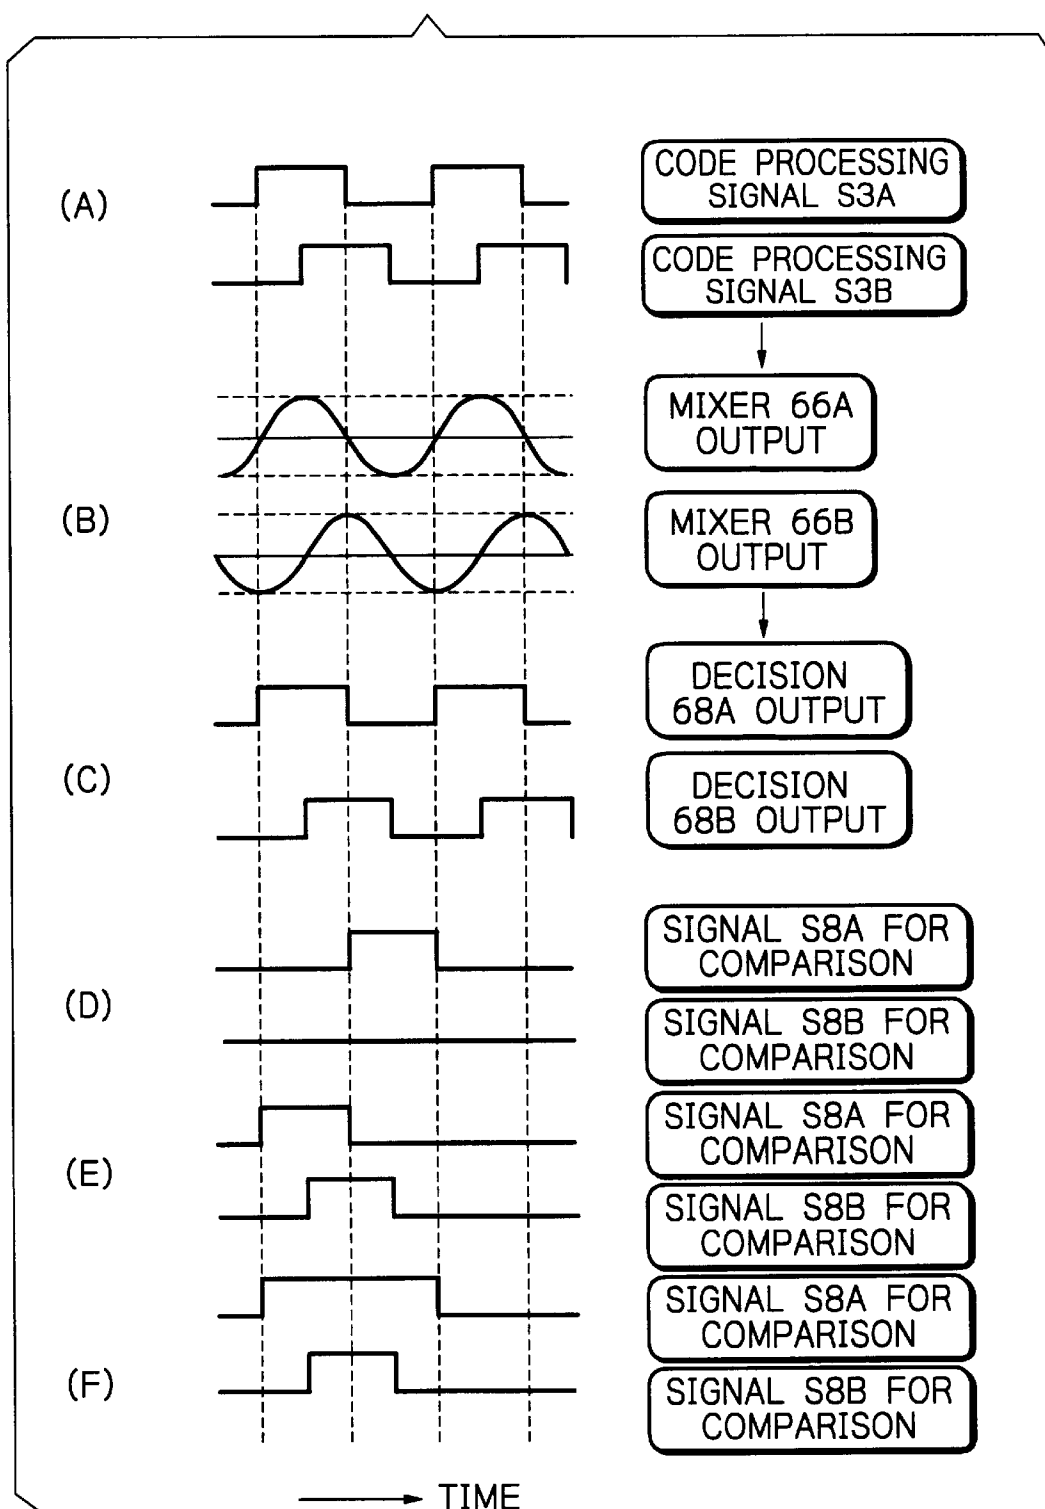 (A)
CODE PROCESSING
SIGNAL S3A
CODE PROCESSING
SIGNAL S3B
(B)
MIXER 66A
OUTPUT
MIXER 66B
OUTPUT
(C)
DECISION
68A OUTPUT
DECISION
68B OUTPUT
(D)
SIGNAL S8A FOR
COMPARISON
SIGNAL S8B FOR
COMPARISON
(E)
SIGNAL S8A FOR
COMPARISON
SIGNAL S8B FOR
COMPARISON
(F)
SIGNAL S8A FOR
COMPARISON
SIGNAL S8B FOR
COMPARISON
TIME